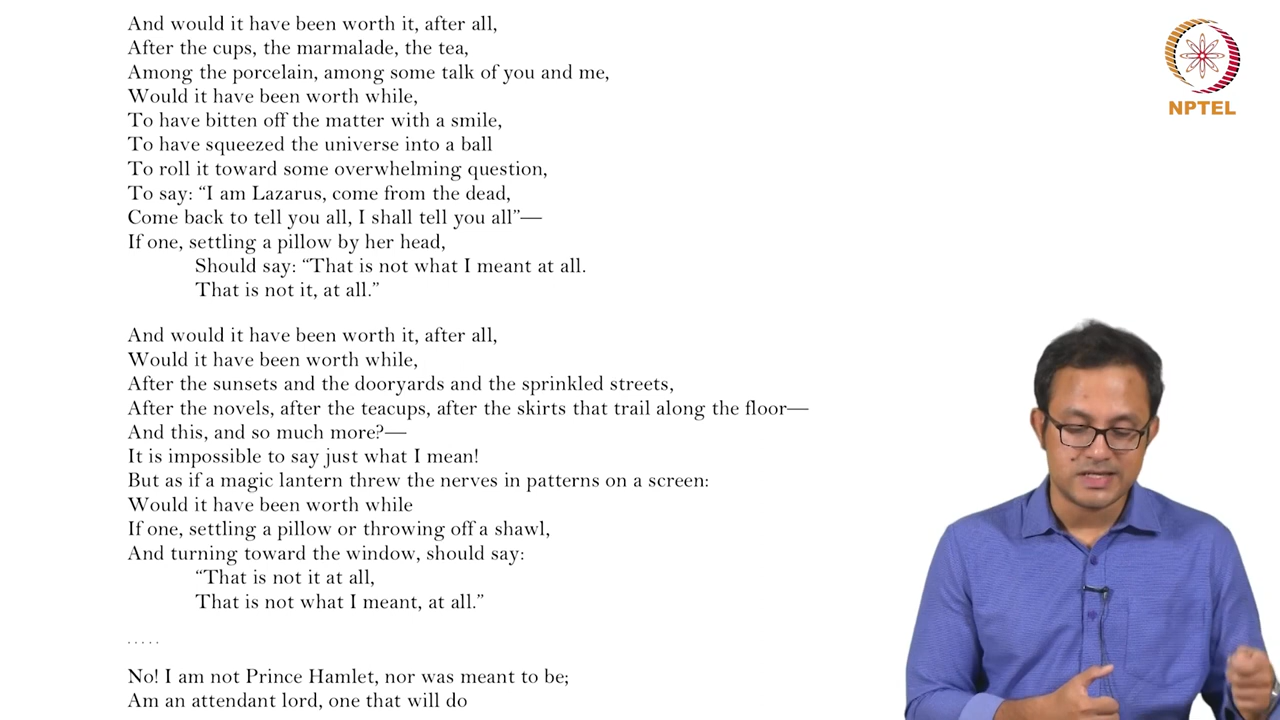 And would it have been worth it, after all,
After the cups, the marmalade, the tea,
Among the porcelain, among some talk of you and me,
Would it have been worth while,
To have bitten off the matter with a smile,
To have squeezed the universe into a ball
To roll it toward some overwhelming question,
To say: “I am Lazarus, come from the dead,
Come back to tell you all, I shall tell you all”—
If one, settling a pillow by her head,
Should say: “That is not what I meant at all.
That is not it, at all.”
And would it have been worth it, after all,
Would it have been worth while,
After the sunsets and the dooryards and the sprinkled streets,
After the novels, after the teacups, after the skirts that trail along the floor—
And this, and so much more?—
It is impossible to say just what I mean!
But as if a magic lantern threw the nerves in patterns on a screen:
Would it have been worth while
If one, settling a pillow or throwing off a shawl,
And turning toward the window, should say:
“That is not it at all,
That is not what I meant, at all.”
. . . . .
No! I am not Prince Hamlet, nor was meant to be;
Am an attendant lord, one that will do
NPTEL